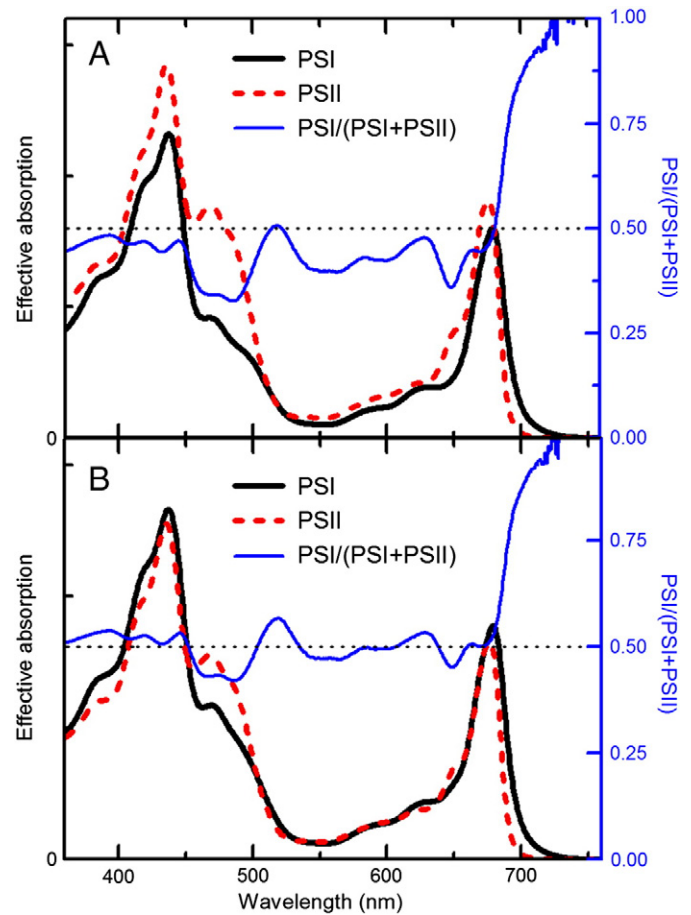 A
PSI
PSII
PSI/(PSI+PSII)
Effective absorption
0
1.00
0.75
0.50
0.25
0.00
PSI/(PSI+PSII)
B
PSI
PSII
PSI/(PSI+PSII)
Effective absorption
0
0.75
0.50
0.25
0.00
PSI/(PSI+PSII)
400 500 600 700
Wavelength (nm)